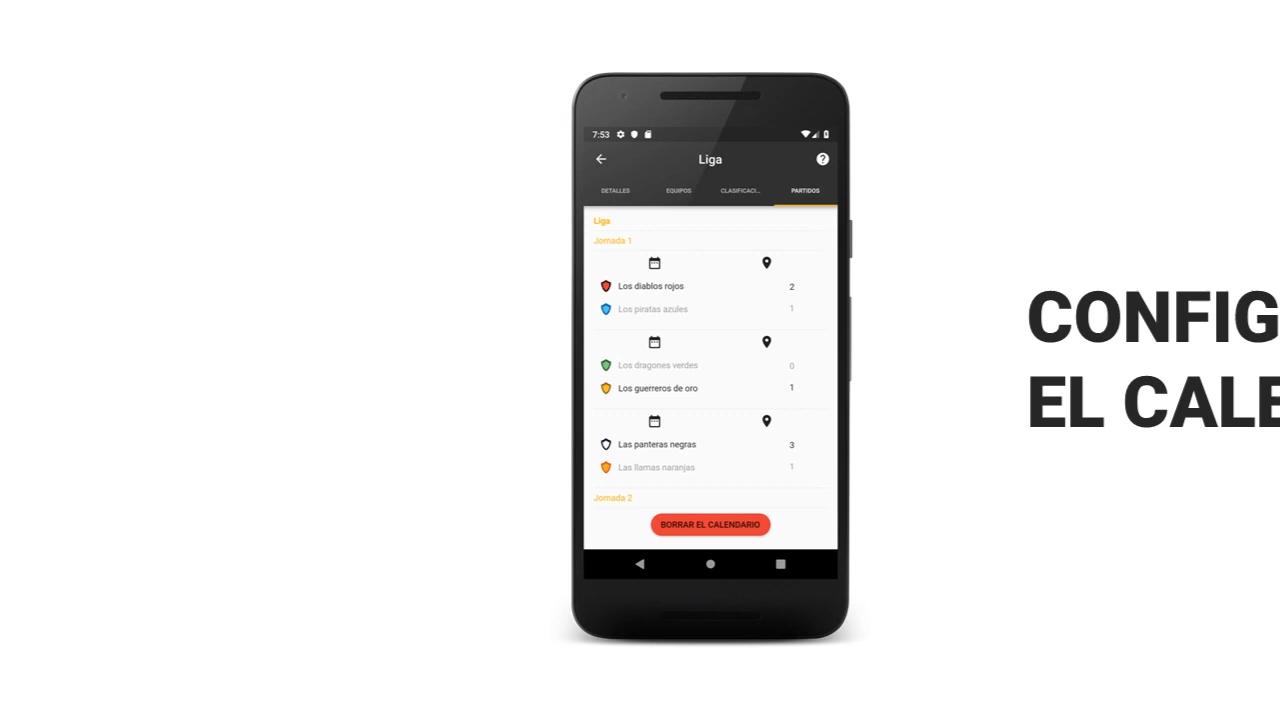 7:53
Liga
DETALLES EQUIPOS CLASIFICACI... PARTIDOS
Liga
Jornada 1
Los diablos rojos 2
Los piratas azules 1
Los dragones verdes 0
Los guerreros de oro 1
Las panteras negras 3
Las llamas naranjas 1
Jornada 2
BORRAR EL CALENDARIO
CONFIG
EL CALE